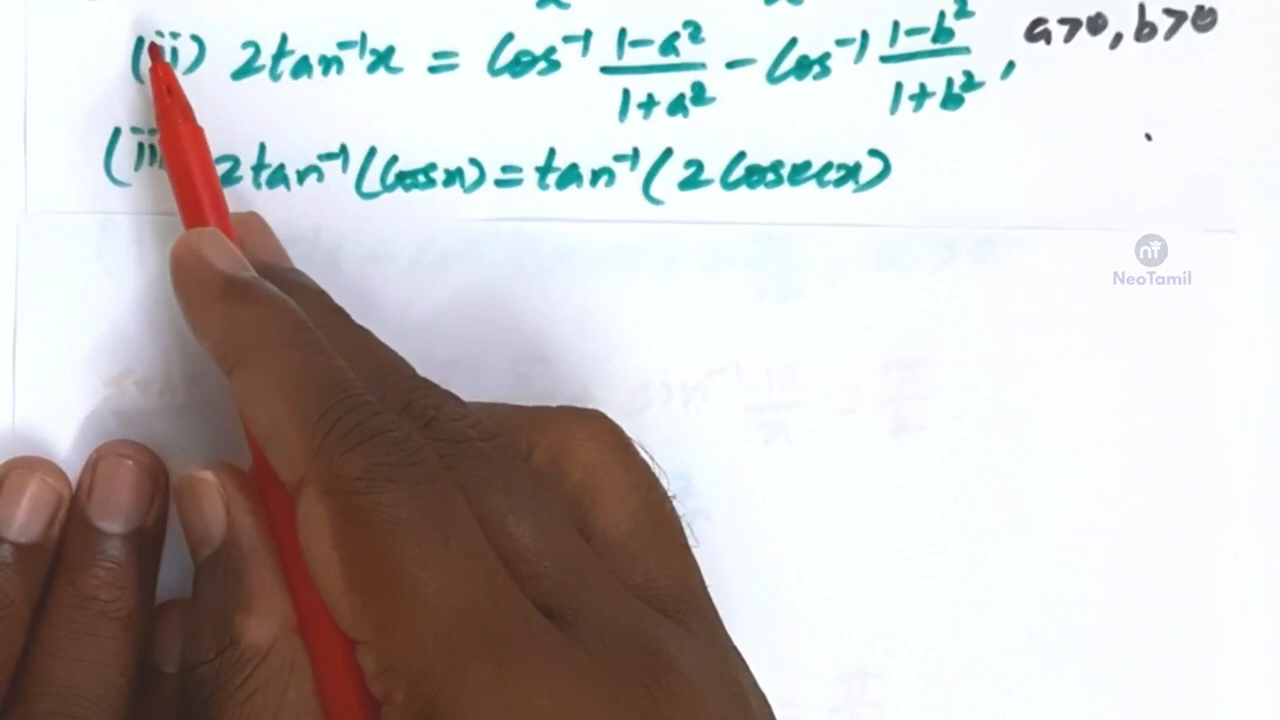 (ii) 2tan⁻¹x = cos⁻¹ 1-a²/1+a² - cos⁻¹ 1-b²/1+b², a>0, b>0
2tan⁻¹(cosx) = tan⁻¹(2cosecx)
NeoTamil